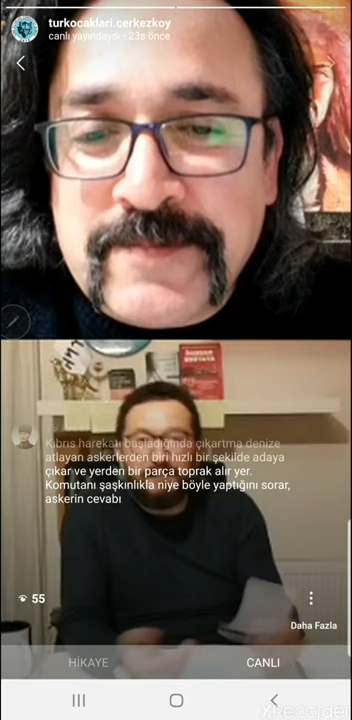 turkocaklari.cerkezkoy
canlı yayındaydı • 23s önce
Kıbrıs harekatı başladığında çıkartma denize
atlayan askerlerden biri hızlı bir şekilde adaya
çıkar ve yerden bir parça toprak alır yer.
Komutanı şaşkınlıkla niye böyle yaptığını sorar,
askerin cevabı
55
Daha Fazla
HİKAYE
CANLI
XRecorder